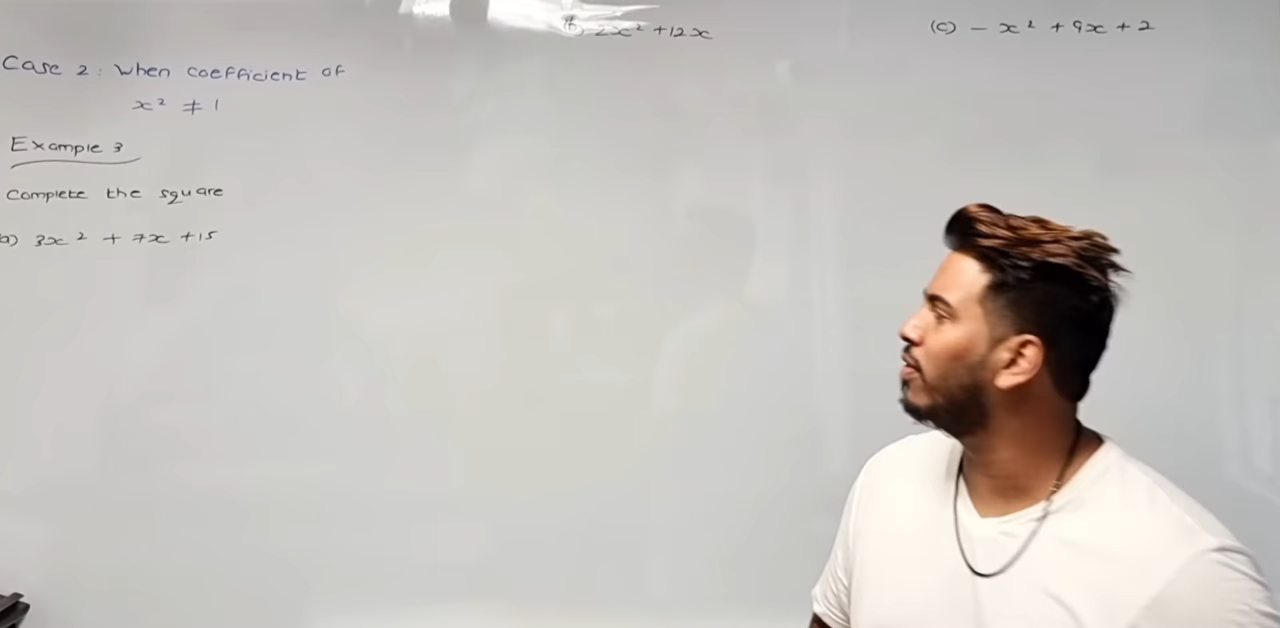 Case 2: When coefficient of
x² ≠ 1
Example 3
Complete the square
a) 3x² + 7x + 15
2x² + 12x
(c) - x² + 9x + 2